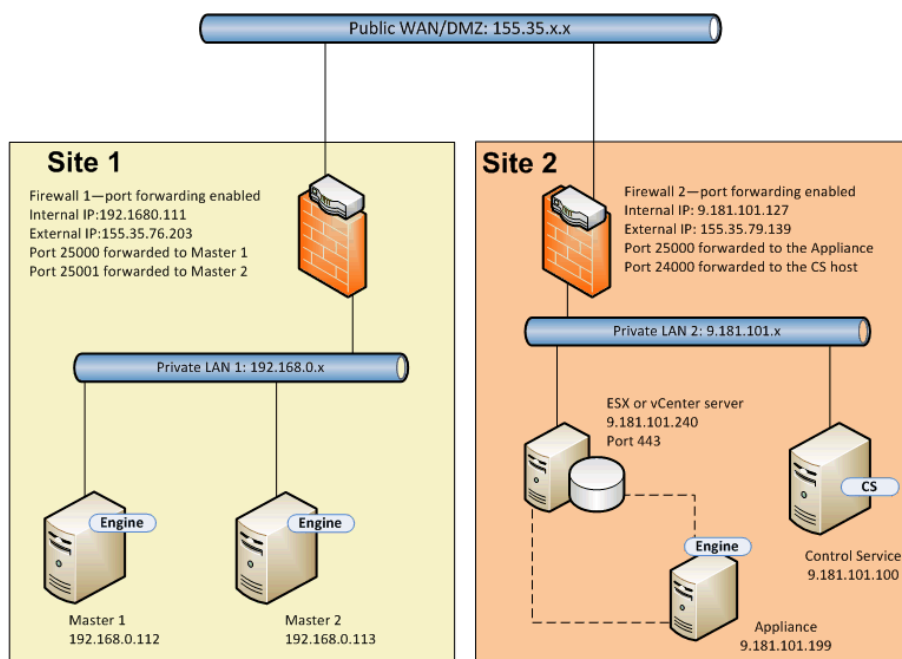 Public WAN/DMZ: 155.35.x.x
Site 1
Firewall 1—port forwarding enabled
Internal IP:192.1680.111
External IP:155.35.76.203
Port 25000 forwarded to Master 1
Port 25001 forwarded to Master 2
Private LAN 1: 192.168.0.x
Engine
Engine
Master 1
192.168.0.112
Master 2
192.168.0.113
Site 2
Firewall 2—port forwarding enabled
Internal IP: 9.181.101.127
External IP: 155.35.79.139
Port 25000 forwarded to the Appliance
Port 24000 forwarded to the CS host
Private LAN 2: 9.181.101.x
ESX or vCenter server
9.181.101.240
Port 443
CS
Control Service
9.181.101.100
Engine
Appliance
9.181.101.199